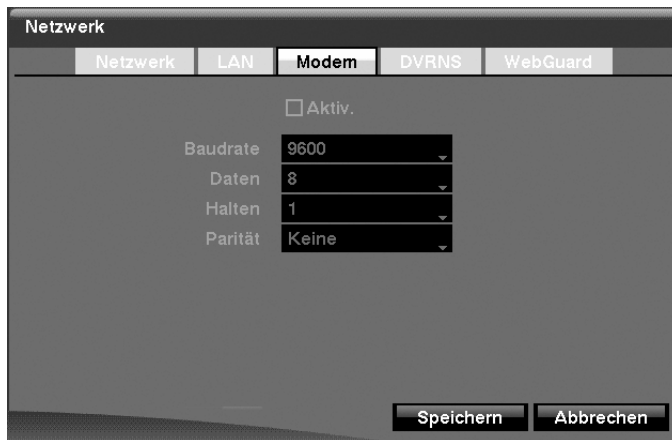 Netzwerk
Netzwerk LAN Modem DVRNS WebGuard
Aktiv.
Baudrate 9600
Daten 8
Halten 1
Parität Keine
Speichern Abbrechen